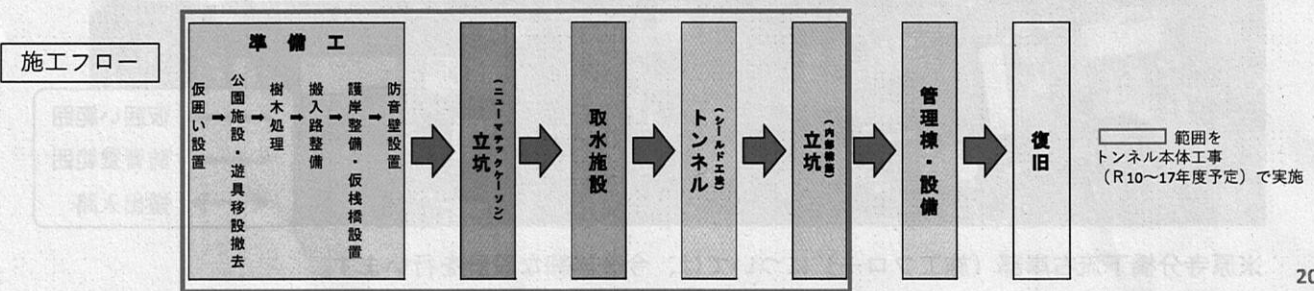 施工フロー
準備工
仮囲い設置
➡
公園施設・遊具移設撤去
➡
樹木処理
➡
搬入路整備
➡
護岸整備・仮桟橋設置
➡
防音壁設置
立坑
(ニューマチックケーソン)
取水施設
トンネル
(シールド工法)
立坑
(内部構築)
管理棟・設備
復旧
範囲を
トンネル本体工事
(R10~17年度予定)で実施
20